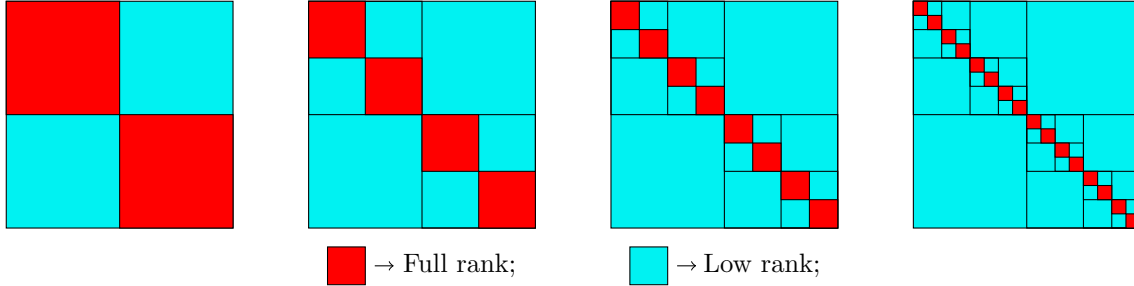 → Full rank; → Low rank;